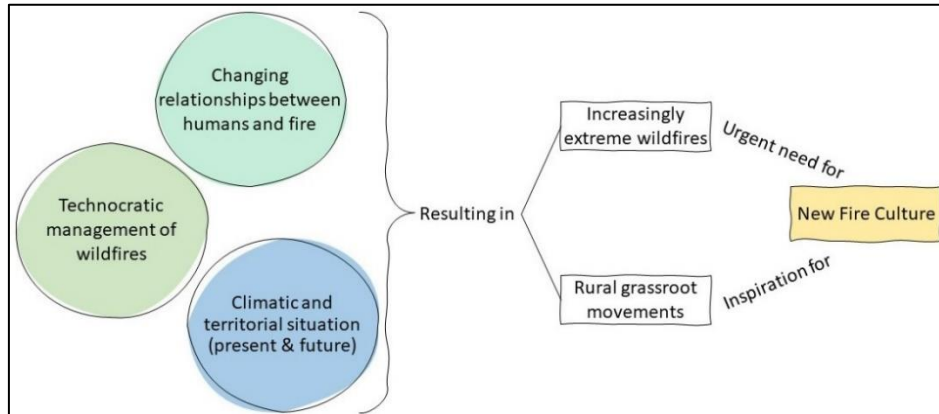 Changing
relationships between
humans and fire
Technocratic
management of
wildfires
Climatic and
territorial situation
(present & future)
Resulting in
Increasingly
extreme wildfires
Rural grassroot
movements
Urgent need for
Inspiration for
New Fire Culture